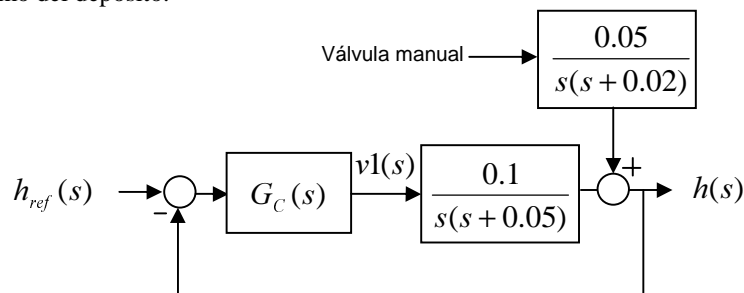 mo del depósito.
0.05
s(s + 0.02)
Válvula manual
+
h_ref(s)
-
G_C(s)
v1(s)
0.1
s(s + 0.05)
h(s)